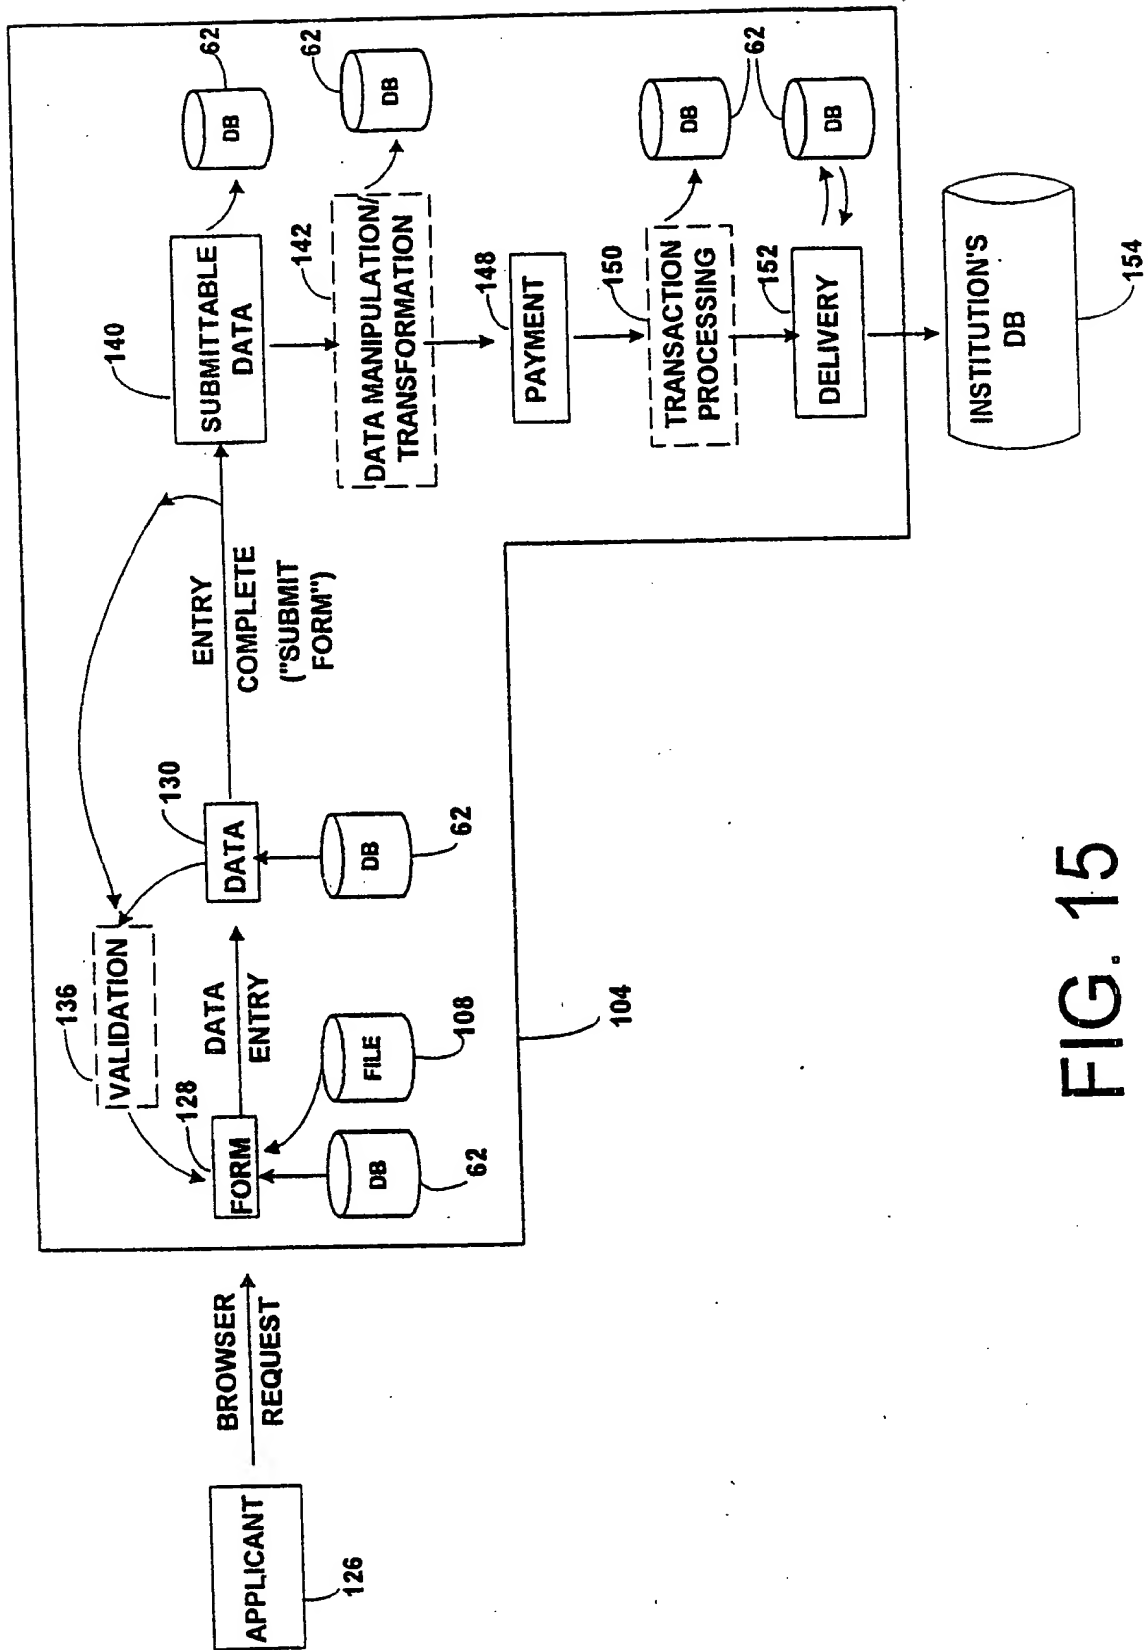 APPLICANT
126
BROWSER
REQUEST
136
VALIDATION
128
FORM
DATA
ENTRY
DB
62
FILE
108
104
130
DATA
DB
62
ENTRY
COMPLETE
("SUBMIT
FORM")
140
SUBMITTABLE
DATA
62
DB
142
DATA MANIPULATION/
TRANSFORMATION
62
DB
148
PAYMENT
150
TRANSACTION
PROCESSING
DB
62
152
DELIVERY
DB
INSTITUTION'S
DB
154
FIG. 15